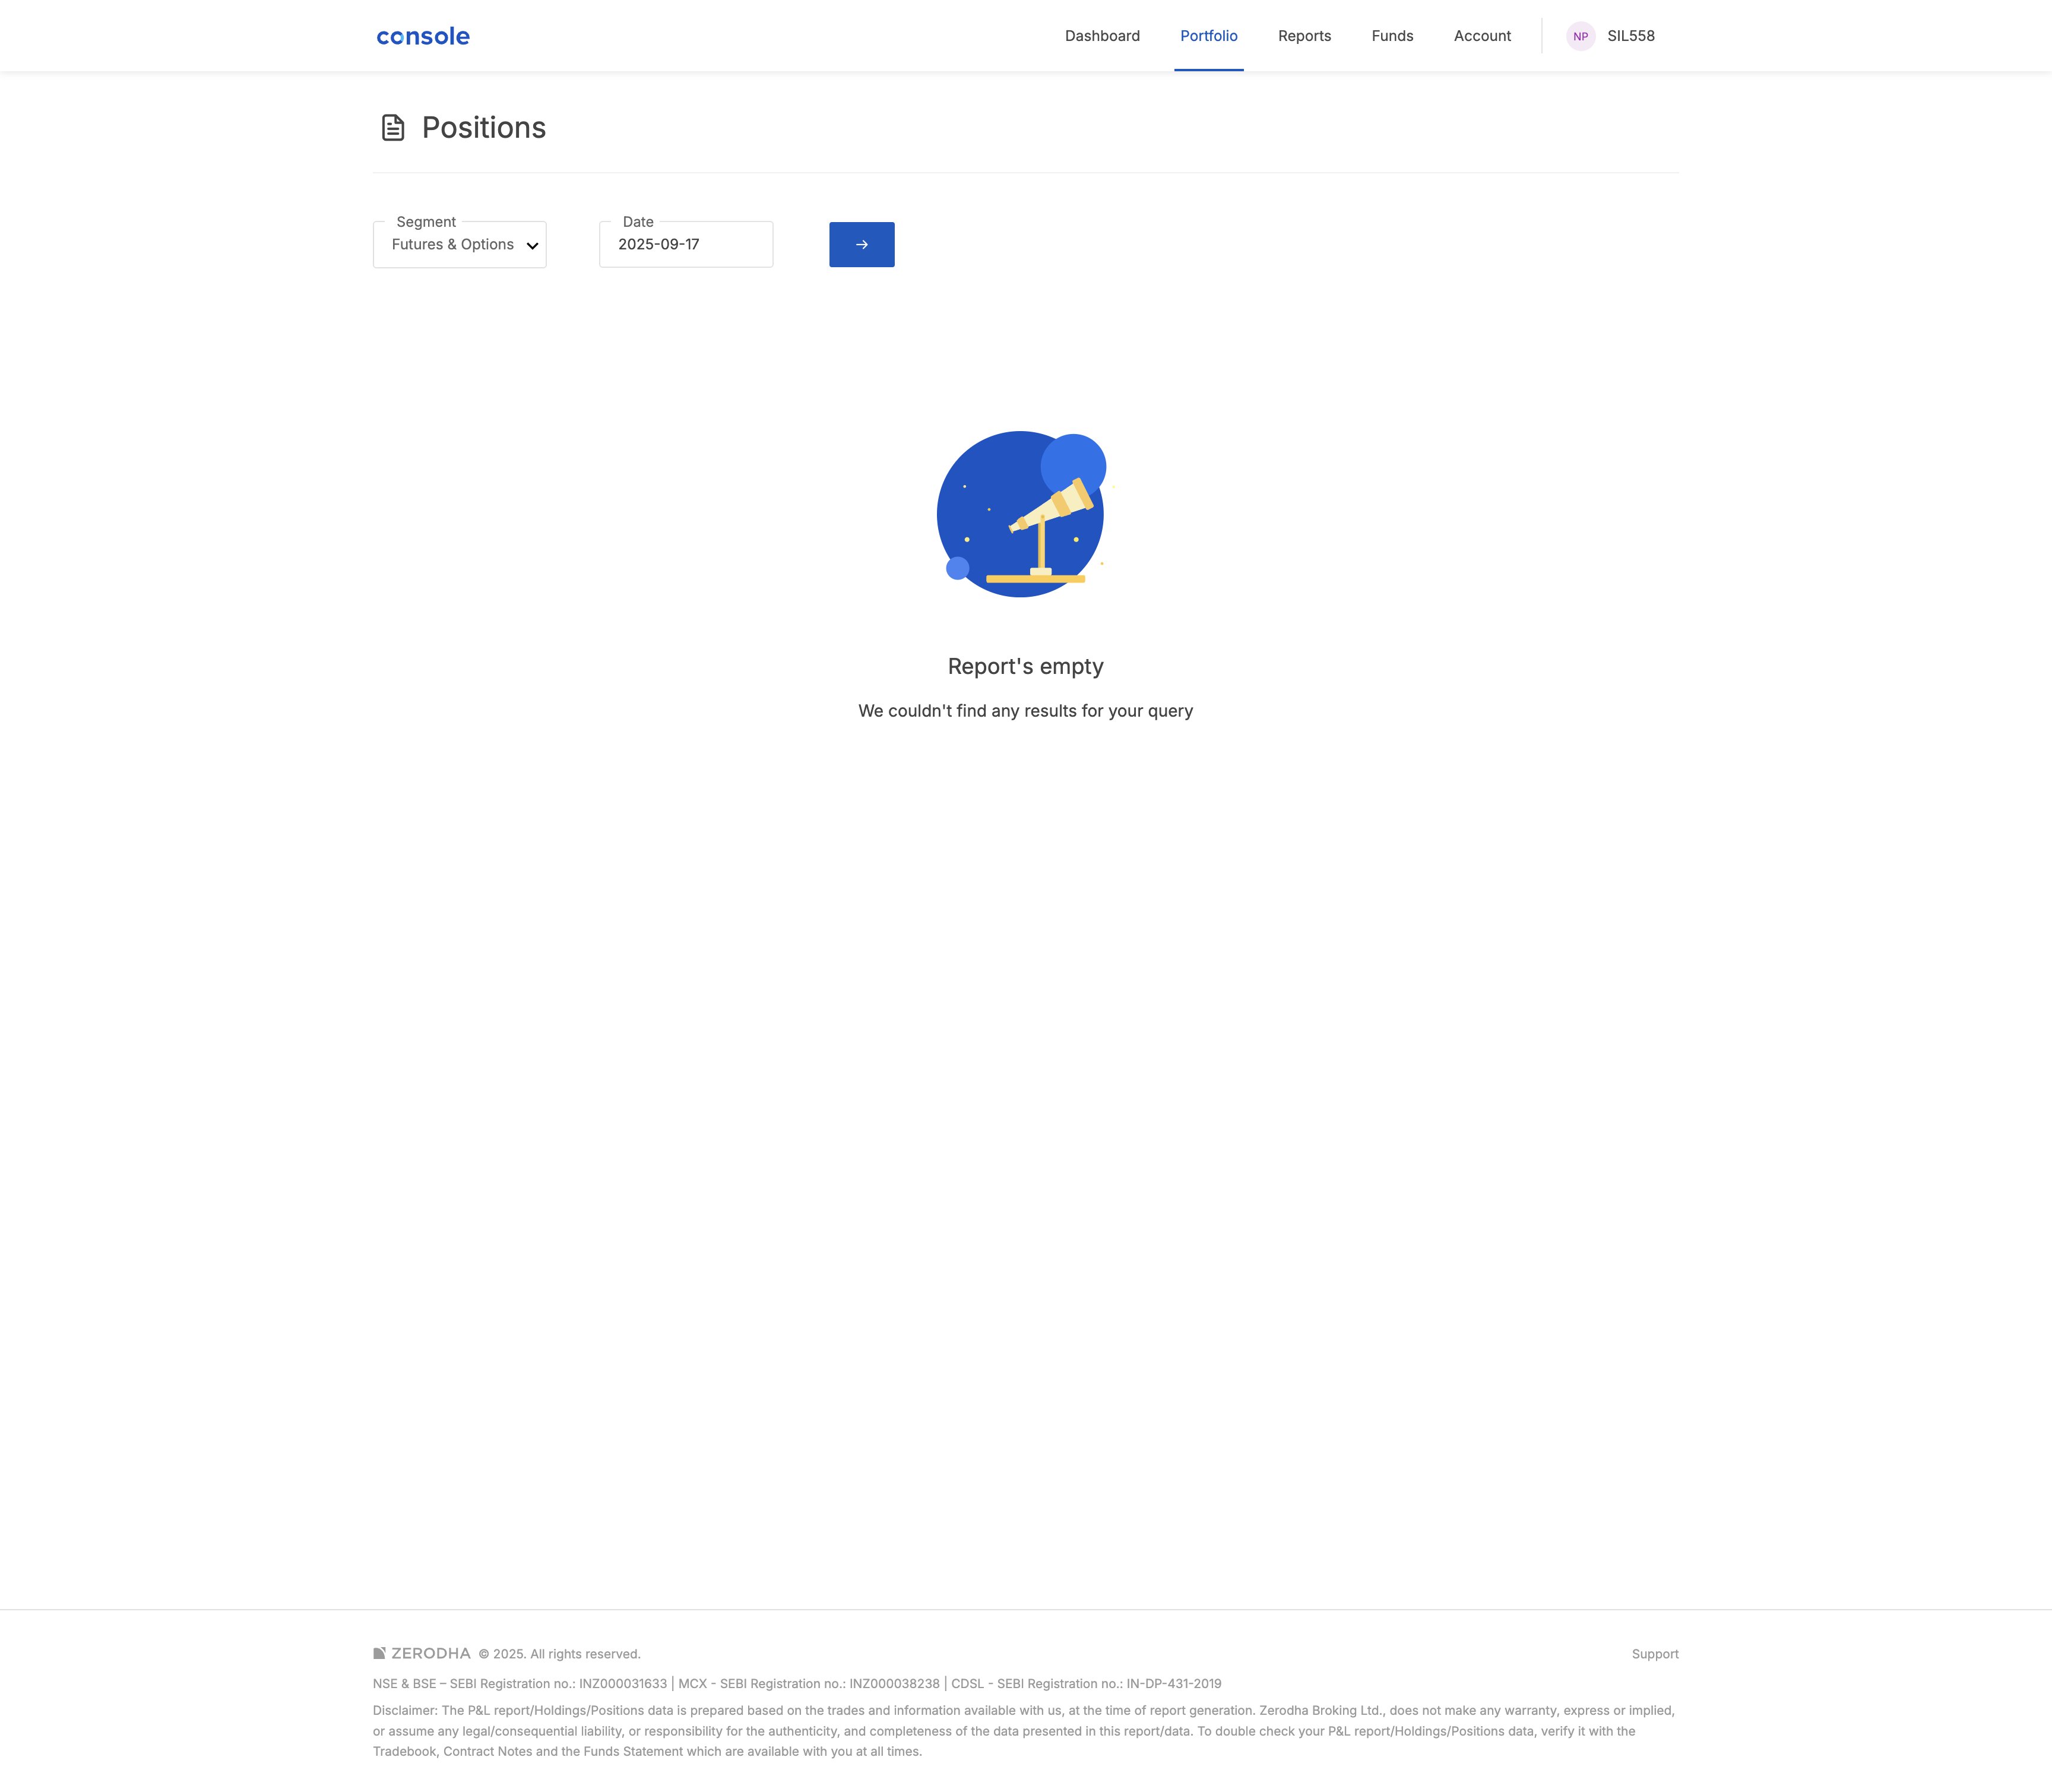 console
Dashboard
Portfolio
Reports
Funds
Account
NP
SIL558
Positions
Segment
Futures & Options
Date
2025-09-17
Report's empty
We couldn't find any results for your query
ZERODHA © 2025. All rights reserved.
Support
NSE & BSE – SEBI Registration no.: INZ000031633 | MCX - SEBI Registration no.: INZ000038238 | CDSL - SEBI Registration no.: IN-DP-431-2019
Disclaimer: The P&L report/Holdings/Positions data is prepared based on the trades and information available with us, at the time of report generation. Zerodha Broking Ltd., does not make any warranty, express or implied,
or assume any legal/consequential liability, or responsibility for the authenticity, and completeness of the data presented in this report/data. To double check your P&L report/Holdings/Positions data, verify it with the
Tradebook, Contract Notes and the Funds Statement which are available with you at all times.